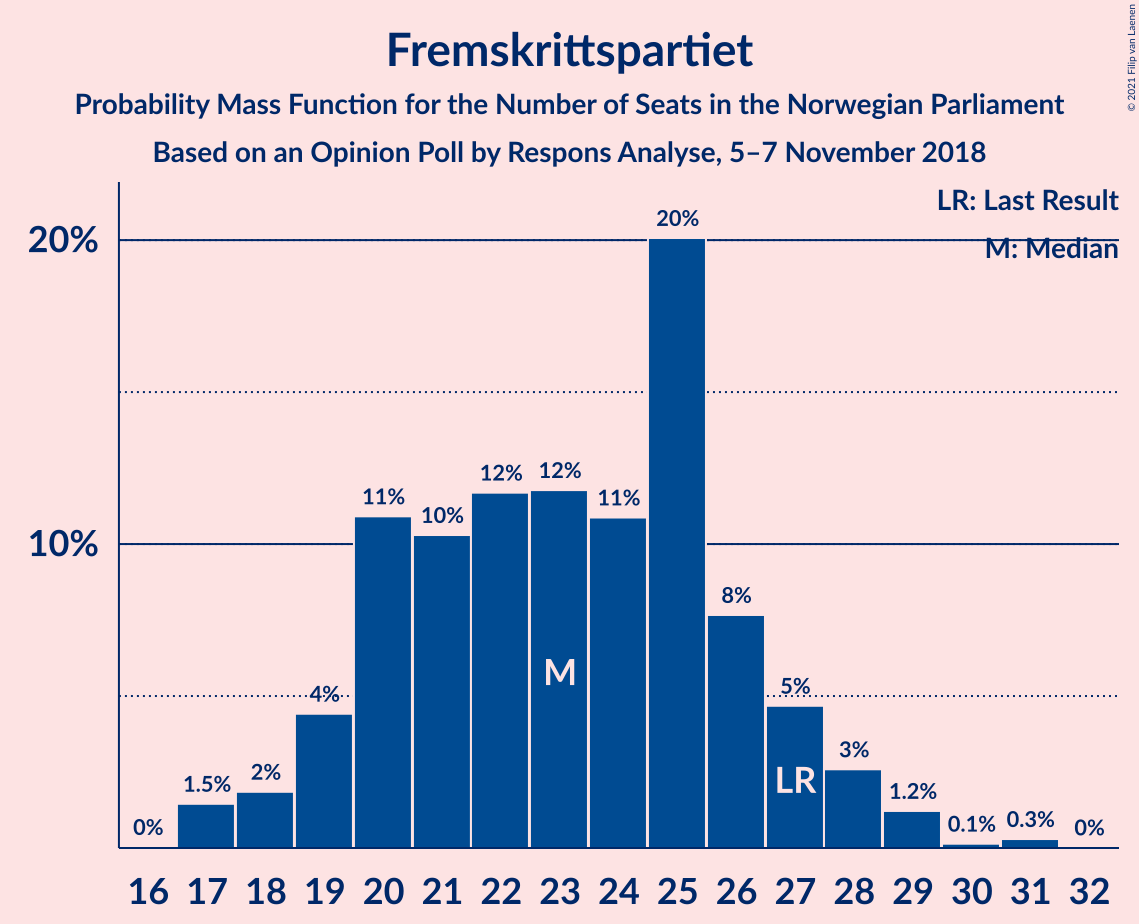 Fremskrittspartiet
Probability Mass Function for the Number of Seats in the Norwegian Parliament
Based on an Opinion Poll by Respons Analyse, 5–7 November 2018
© 2021 Filip van Laenen
LR: Last Result
M: Median
20%
10%
0%
1.5%
2%
4%
11%
10%
12%
12%
11%
20%
8%
5%
3%
1.2%
0.1%
0.3%
0%
M
LR
16 17 18 19 20 21 22 23 24 25 26 27 28 29 30 31 32